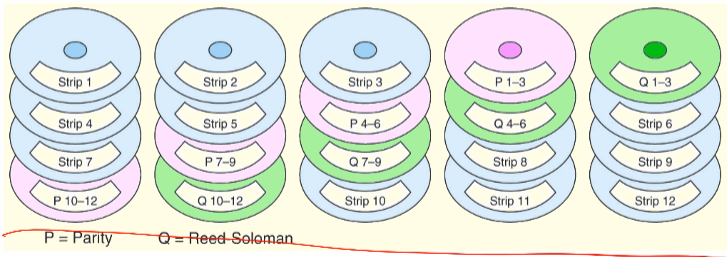 Strip 1 Strip 2 Strip 3 P 1–3 Q 1–3
Strip 4 Strip 5 P 4–6 Q 4–6 Strip 6
Strip 7 P 7–9 Q 7–9 Strip 8 Strip 9
P 10–12 Q 10–12 Strip 10 Strip 11 Strip 12
P = Parity Q = Reed Soloman